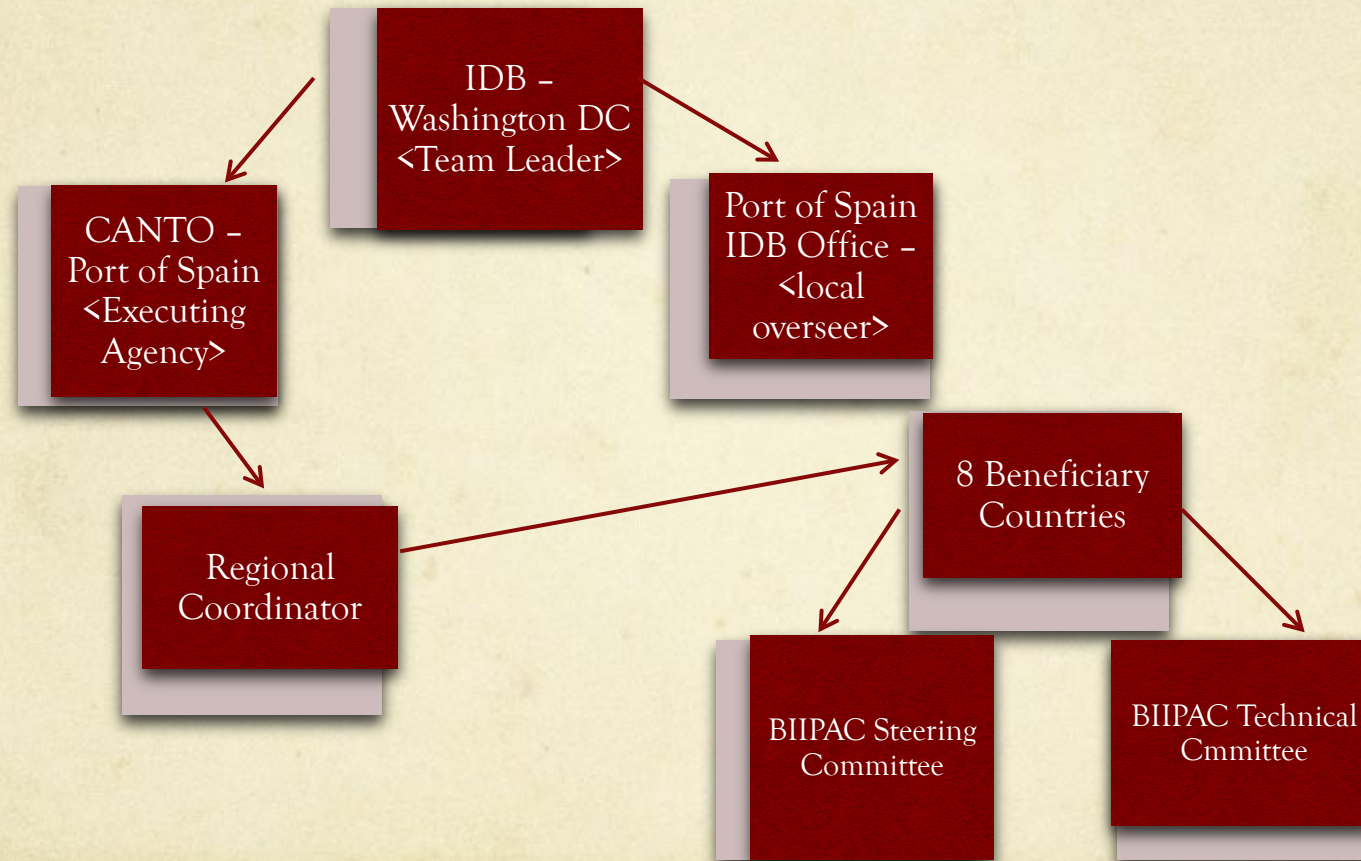 IDB –
Washington DC
<Team Leader>
CANTO –
Port of Spain
<Executing
Agency>
Port of Spain
IDB Office –
<local
overseer>
8 Beneficiary
Countries
Regional
Coordinator
BIIPAC Steering
Committee
BIIPAC Technical
Cmmittee